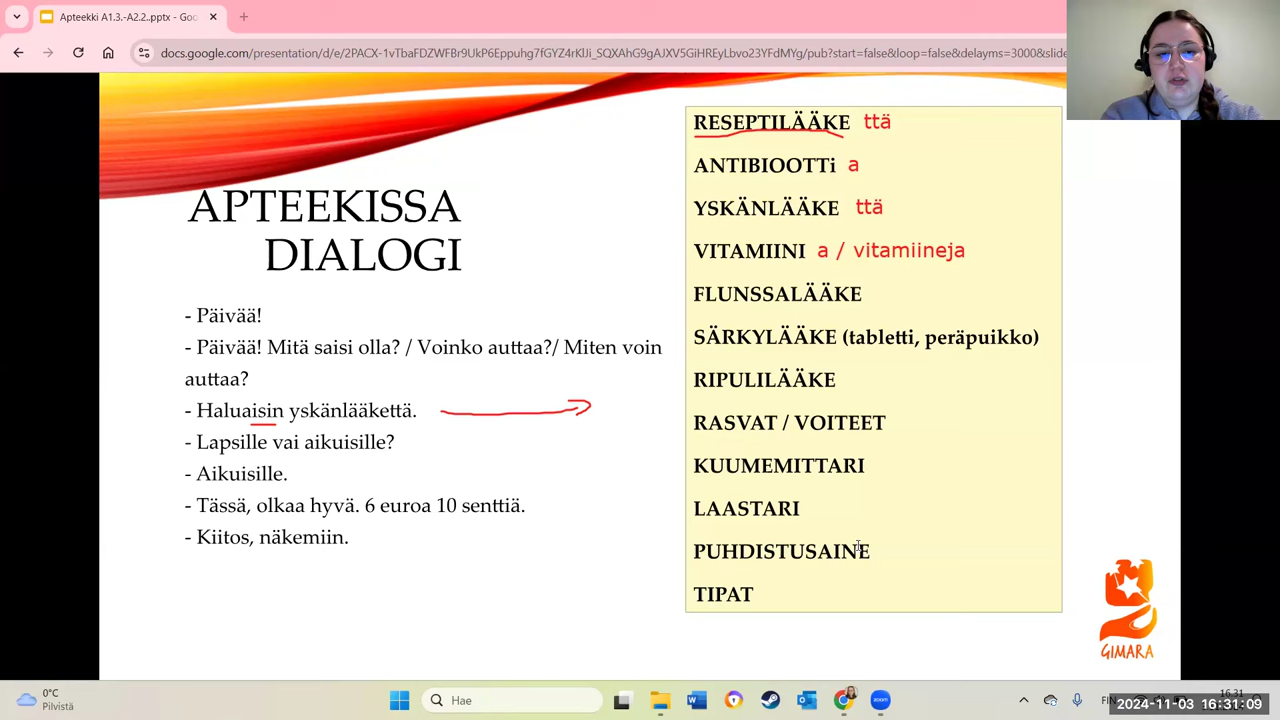 Apteekki A1.3.-A2.2..pptx - Goo
docs.google.com/presentation/d/e/2PACX-1vTbaFDZWFBr9UkP6Eppuhg7fGYZ4rKlJi_SQXAhG9gAJXV5GiHREyLbvo23YFdMYg/pub?start=false&loop=false&delayms=3000&slide
APTEEKISSA
DIALOGI
- Päivää!
- Päivää! Mitä saisi olla? / Voinko auttaa?/ Miten voin
auttaa?
- Haluaisin yskänlääkettä.
- Lapsille vai aikuisille?
- Aikuisille.
- Tässä, olkaa hyvä. 6 euroa 10 senttiä.
- Kiitos, näkemiin.
RESEPTILÄÄKE ttä
ANTIBIOOTTi a
YSKÄNLÄÄKE ttä
VITAMIINI a / vitamiineja
FLUNSSALÄÄKE
SÄRKYLÄÄKE (tabletti, peräpuikko)
RIPULILÄÄKE
RASVAT / VOITEET
KUUMEMITTARI
LAASTARI
PUHDISTUSAINE
TIPAT
GIMARA
0°C
Pilvistä
Hae
FIN
16.31
2024-11-03 16:31:09